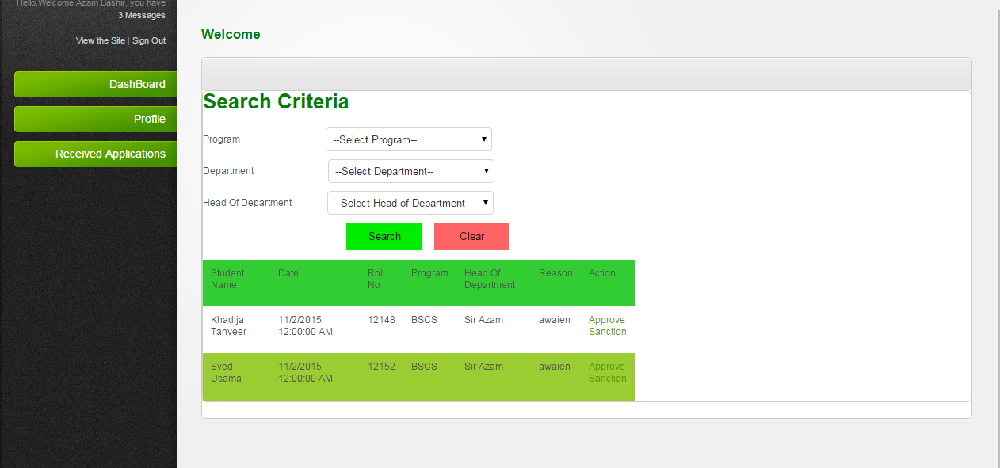 Hello,Welcome Azam Bashir, you have
3 Messages
View the Site | Sign Out
DashBoard
Proflie
Received Applications
Welcome
Search Criteria
Program --Select Program--
Department --Select Department--
Head Of Department --Select Head of Department--
Search Clear
Student Date Roll Program Head Of Reason Action
Name No Department
Khadija 11/2/2015 12148 BSCS Sir Azam awaien Approve
Tanveer 12:00:00 AM Sanction
Syed 11/2/2015 12152 BSCS Sir Azam awaien Approve
Usama 12:00:00 AM Sanction